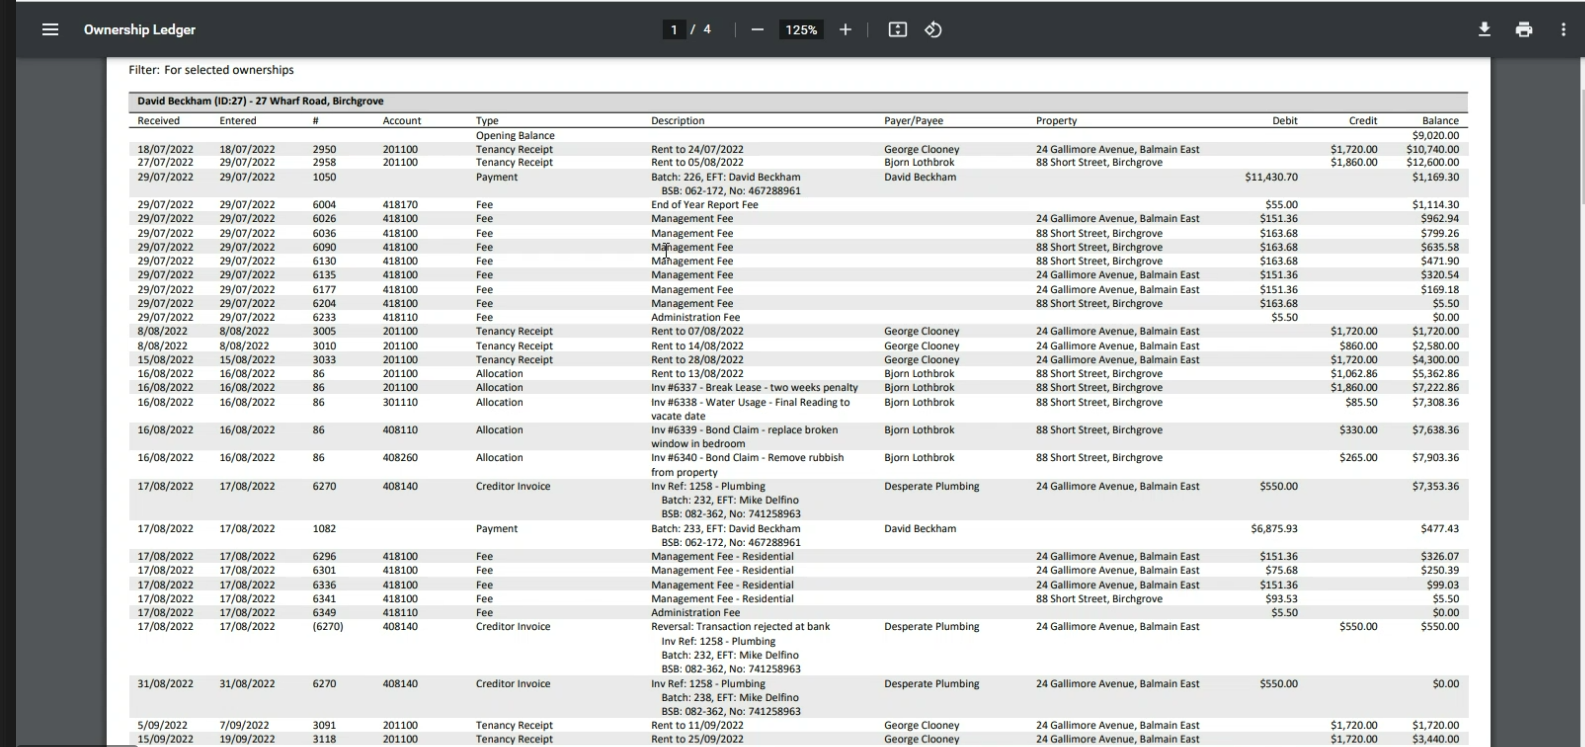 Ownership Ledger 1 / 4 125%
Filter: For selected ownerships
David Beckham (ID:27) - 27 Wharf Road, Birchgrove
Received Entered # Account Type Description Payer/Payee Property Debit Credit Balance
Opening Balance $9,020.00
18/07/2022 18/07/2022 2950 201100 Tenancy Receipt Rent to 24/07/2022 George Clooney 24 Gallimore Avenue, Balmain East $1,720.00 $10,740.00
27/07/2022 29/07/2022 2958 201100 Tenancy Receipt Rent to 05/08/2022 Bjorn Lothbrok 88 Short Street, Birchgrove $1,860.00 $12,600.00
29/07/2022 29/07/2022 1050 Payment Batch: 226, EFT: David Beckham David Beckham $11,430.70 $1,169.30
BSB: 062-172, No: 467288961
29/07/2022 29/07/2022 6004 418170 Fee End of Year Report Fee $55.00 $1,114.30
29/07/2022 29/07/2022 6026 418100 Fee Management Fee 24 Gallimore Avenue, Balmain East $151.36 $962.94
29/07/2022 29/07/2022 6036 418100 Fee Management Fee 88 Short Street, Birchgrove $163.68 $799.26
29/07/2022 29/07/2022 6090 418100 Fee Management Fee 88 Short Street, Birchgrove $163.68 $635.58
29/07/2022 29/07/2022 6130 418100 Fee Management Fee 88 Short Street, Birchgrove $163.68 $471.90
29/07/2022 29/07/2022 6135 418100 Fee Management Fee 24 Gallimore Avenue, Balmain East $151.36 $320.54
29/07/2022 29/07/2022 6177 418100 Fee Management Fee 24 Gallimore Avenue, Balmain East $151.36 $169.18
29/07/2022 29/07/2022 6204 418100 Fee Management Fee 88 Short Street, Birchgrove $163.68 $5.50
29/07/2022 29/07/2022 6233 418110 Fee Administration Fee $5.50 $0.00
8/08/2022 8/08/2022 3005 201100 Tenancy Receipt Rent to 07/08/2022 George Clooney 24 Gallimore Avenue, Balmain East $1,720.00 $1,720.00
8/08/2022 8/08/2022 3010 201100 Tenancy Receipt Rent to 14/08/2022 George Clooney 24 Gallimore Avenue, Balmain East $860.00 $2,580.00
15/08/2022 15/08/2022 3033 201100 Tenancy Receipt Rent to 28/08/2022 George Clooney 24 Gallimore Avenue, Balmain East $1,720.00 $4,300.00
16/08/2022 16/08/2022 86 201100 Allocation Rent to 13/08/2022 Bjorn Lothbrok 88 Short Street, Birchgrove $1,062.86 $5,362.86
16/08/2022 16/08/2022 86 201100 Allocation Inv #6337 - Break Lease - two weeks penalty Bjorn Lothbrok 88 Short Street, Birchgrove $1,860.00 $7,222.86
16/08/2022 16/08/2022 86 301110 Allocation Inv #6338 - Water Usage - Final Reading to Bjorn Lothbrok 88 Short Street, Birchgrove $85.50 $7,308.36
vacate date
16/08/2022 16/08/2022 86 408110 Allocation Inv #6339 - Bond Claim - replace broken Bjorn Lothbrok 88 Short Street, Birchgrove $330.00 $7,638.36
window in bedroom
16/08/2022 16/08/2022 86 408260 Allocation Inv #6340 - Bond Claim - Remove rubbish Bjorn Lothbrok 88 Short Street, Birchgrove $265.00 $7,903.36
from property
17/08/2022 17/08/2022 6270 408140 Creditor Invoice Inv Ref: 1258 - Plumbing Desperate Plumbing 24 Gallimore Avenue, Balmain East $550.00 $7,353.36
Batch: 232, EFT: Mike Delfino
BSB: 082-362, No: 741258963
17/08/2022 17/08/2022 1082 Payment Batch: 233, EFT: David Beckham David Beckham $6,875.93 $477.43
BSB: 062-172, No: 467288961
17/08/2022 17/08/2022 6296 418100 Fee Management Fee - Residential 24 Gallimore Avenue, Balmain East $151.36 $326.07
17/08/2022 17/08/2022 6301 418100 Fee Management Fee - Residential 24 Gallimore Avenue, Balmain East $75.68 $250.39
17/08/2022 17/08/2022 6336 418100 Fee Management Fee - Residential 24 Gallimore Avenue, Balmain East $151.36 $99.03
17/08/2022 17/08/2022 6341 418100 Fee Management Fee - Residential 88 Short Street, Birchgrove $93.53 $5.50
17/08/2022 17/08/2022 6349 418110 Fee Administration Fee $5.50 $0.00
17/08/2022 17/08/2022 (6270) 408140 Creditor Invoice Reversal: Transaction rejected at bank Desperate Plumbing 24 Gallimore Avenue, Balmain East $550.00 $550.00
Inv Ref: 1258 - Plumbing
Batch: 232, EFT: Mike Delfino
BSB: 082-362, No: 741258963
31/08/2022 31/08/2022 6270 408140 Creditor Invoice Inv Ref: 1258 - Plumbing Desperate Plumbing 24 Gallimore Avenue, Balmain East $550.00 $0.00
Batch: 238, EFT: Mike Delfino
BSB: 082-362, No: 741258963
5/09/2022 7/09/2022 3091 201100 Tenancy Receipt Rent to 11/09/2022 George Clooney 24 Gallimore Avenue, Balmain East $1,720.00 $1,720.00
15/09/2022 19/09/2022 3118 201100 Tenancy Receipt Rent to 25/09/2022 George Clooney 24 Gallimore Avenue, Balmain East $1,720.00 $3,440.00